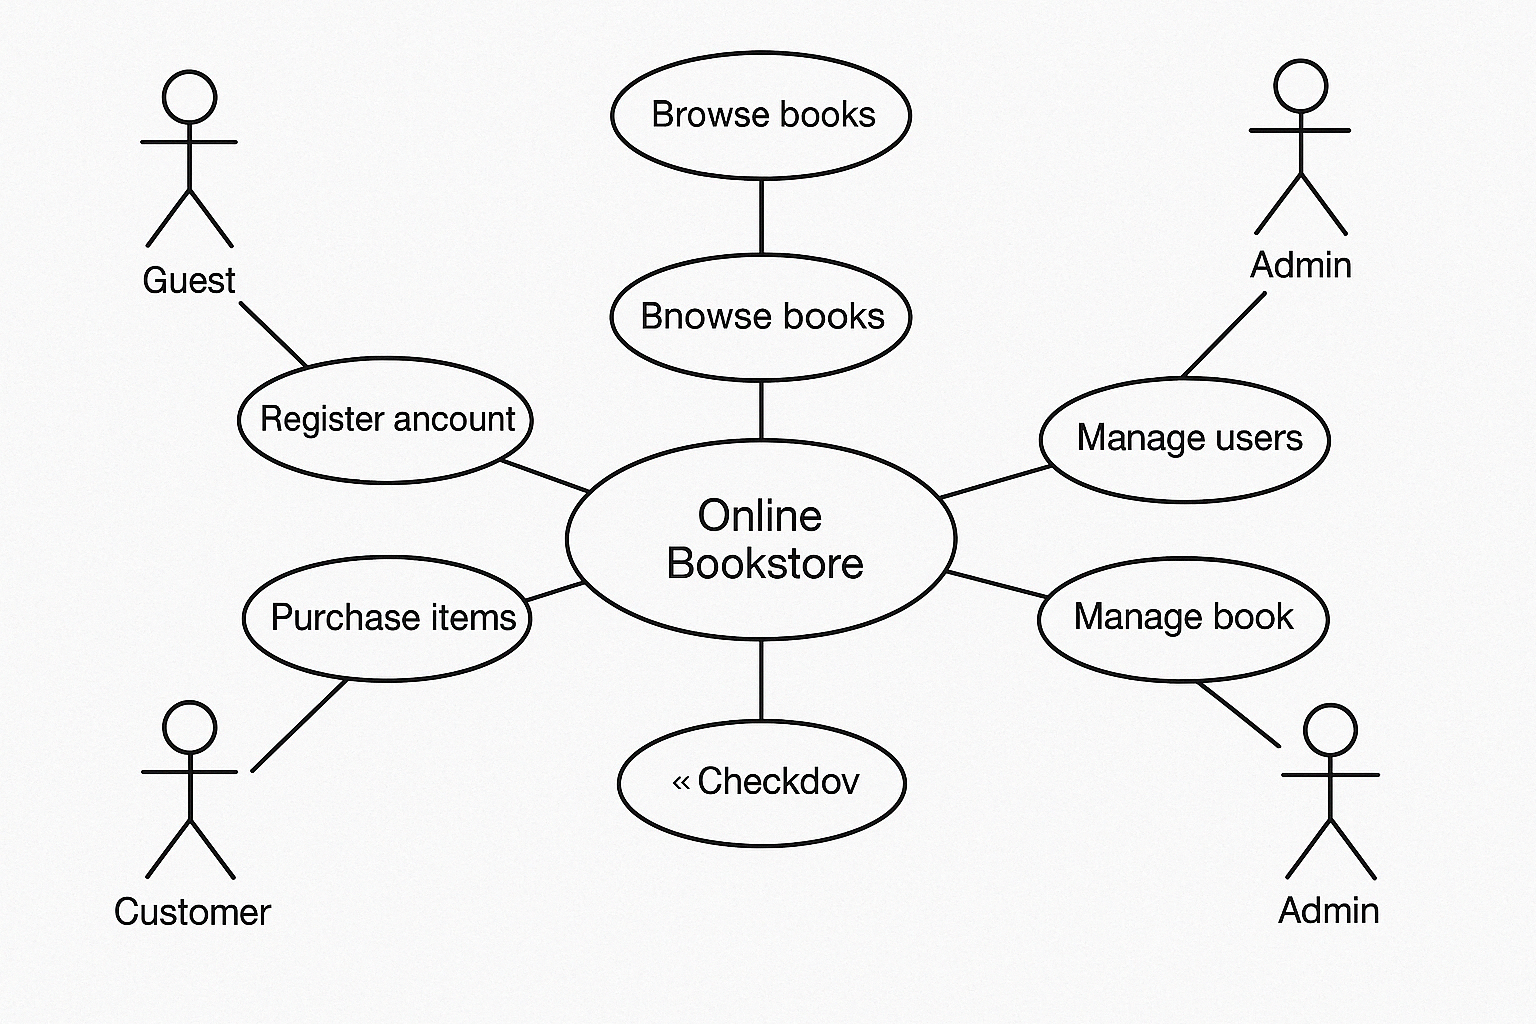 Browse books
Guest
Admin
Bnowse books
Register ancount
Manage users
Online
Bookstore
Purchase items
Manage book
« Checkdov
Customer
Admin